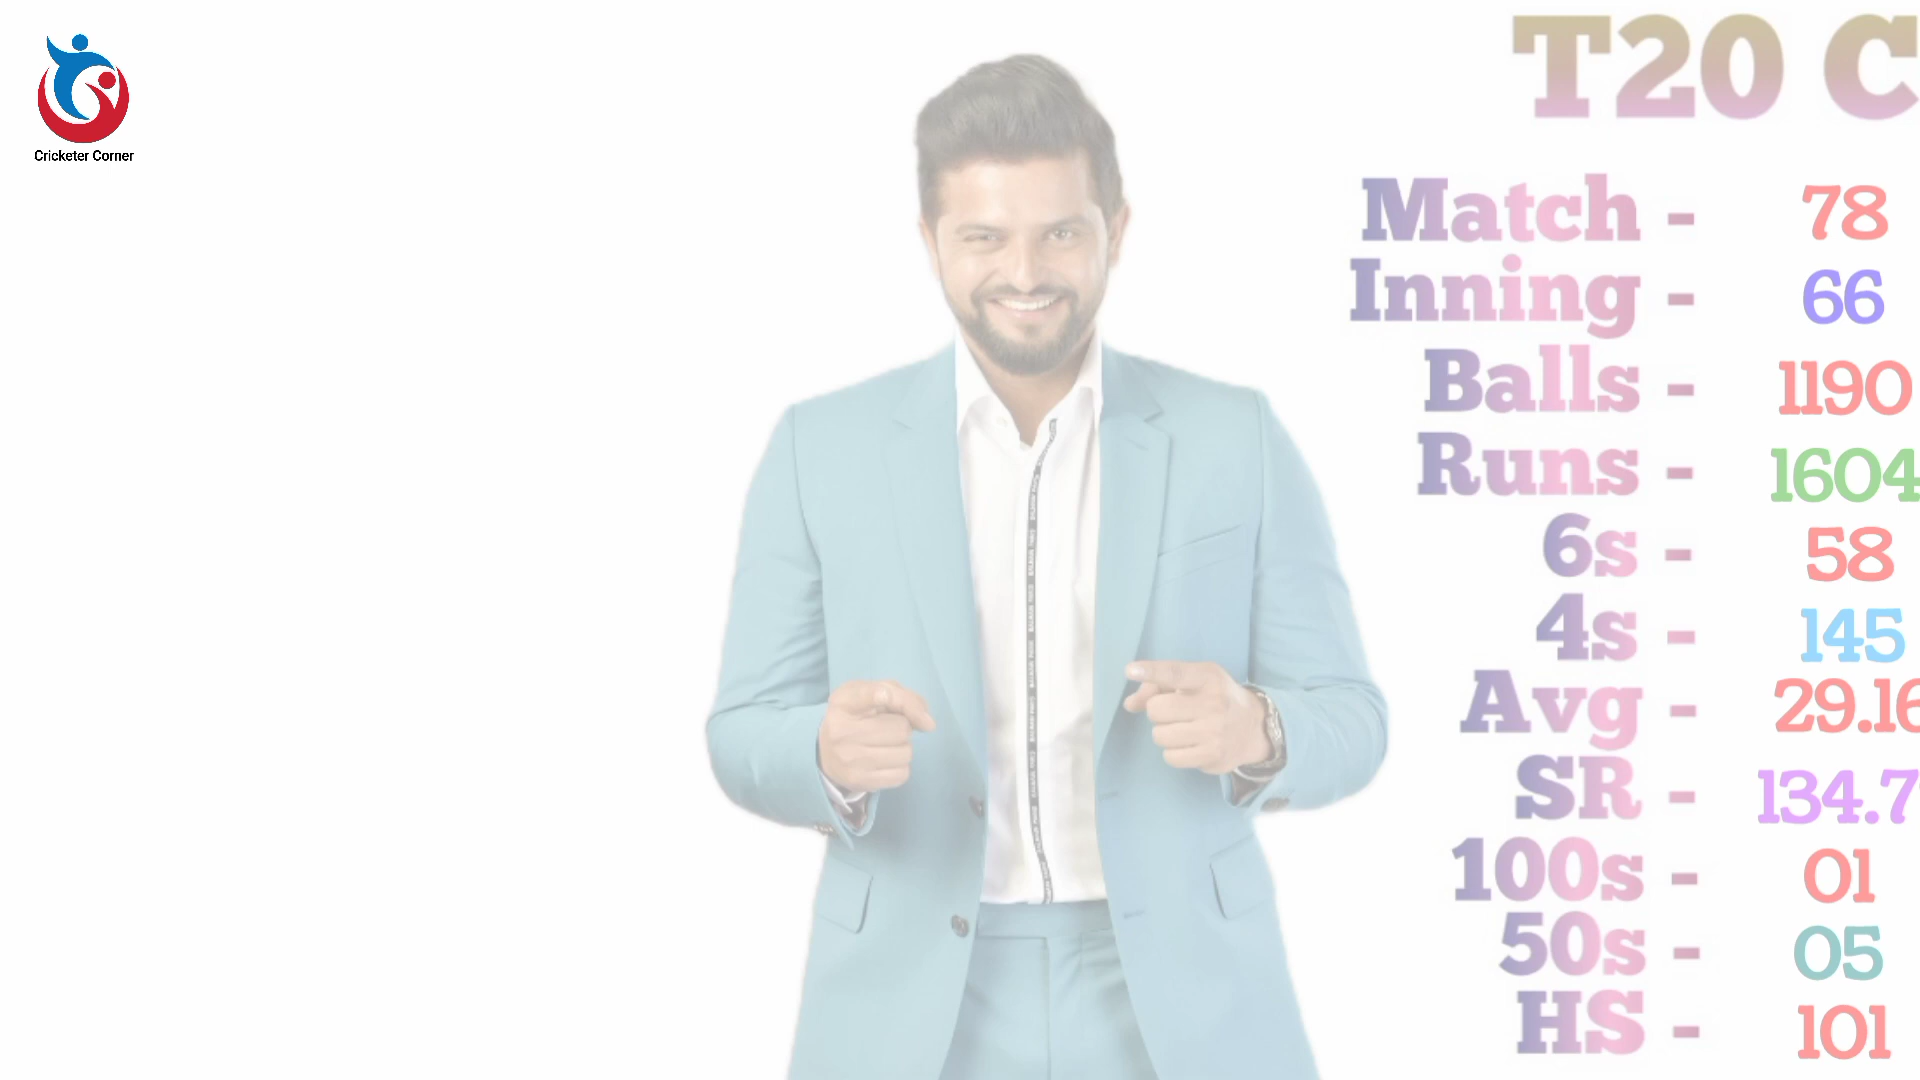 Cricketer Corner
T20 C
Match - 78
Inning - 66
Balls - 1190
Runs - 1604
6s - 58
4s - 145
Avg - 29.16
SR - 134.7
100s - 01
50s - 05
HS - 101